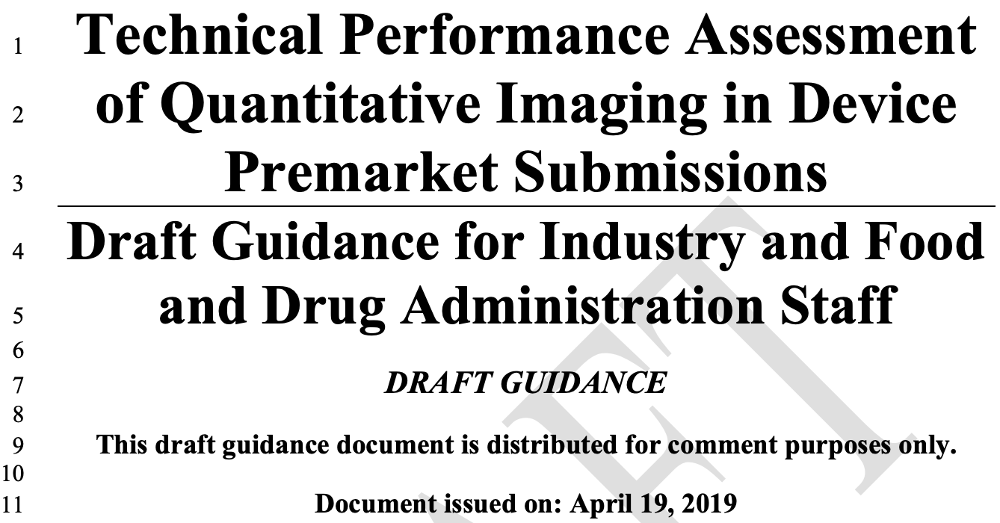 1 Technical Performance Assessment
2 of Quantitative Imaging in Device
3 Premarket Submissions
4 Draft Guidance for Industry and Food
5 and Drug Administration Staff
6
7 DRAFT GUIDANCE
8
9 This draft guidance document is distributed for comment purposes only.
10
11 Document issued on: April 19, 2019